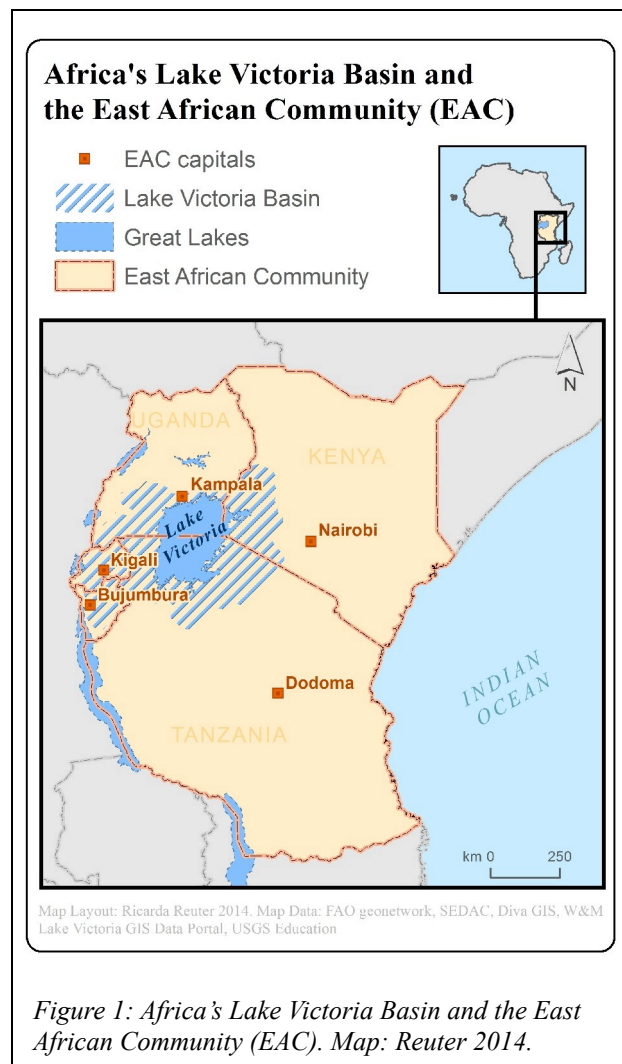 Africa's Lake Victoria Basin and
the East African Community (EAC)
EAC capitals
Lake Victoria Basin
Great Lakes
East African Community
N
UGANDA
KENYA
Kampala
Lake
Victoria
Nairobi
Kigali
Bujumbura
Dodoma
INDIAN
OCEAN
TANZANIA
km 0 250
Map Layout: Ricarda Reuter 2014. Map Data: FAO geonetwork, SEDAC, Diva GIS, W&M
Lake Victoria GIS Data Portal, USGS Education
Figure 1: Africa’s Lake Victoria Basin and the East
African Community (EAC). Map: Reuter 2014.